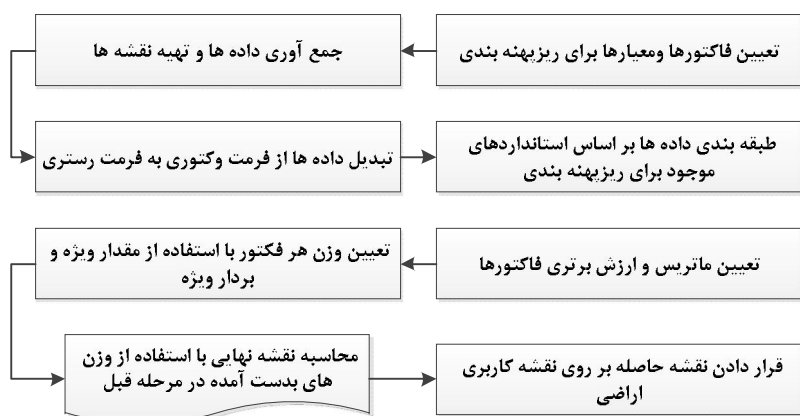 تعیین فاکتورها ومعیارها برای ریزپهنه بندی
جمع آوری داده ها و تهیه نقشه ها
تبدیل داده ها از فرمت وکتوری به فرمت رستری
طبقه بندی داده ها بر اساس استانداردهای
موجود برای ریزپهنه بندی
تعیین ماتریس و ارزش برتری فاکتورها
تعیین وزن هر فکتور با استفاده از مقدار ویژه و
بردار ویژه
محاسبه نقشه نهایی با استفاده از وزن
های بدست آمده در مرحله قبل
قرار دادن نقشه حاصله بر روی نقشه کاربری
اراضی